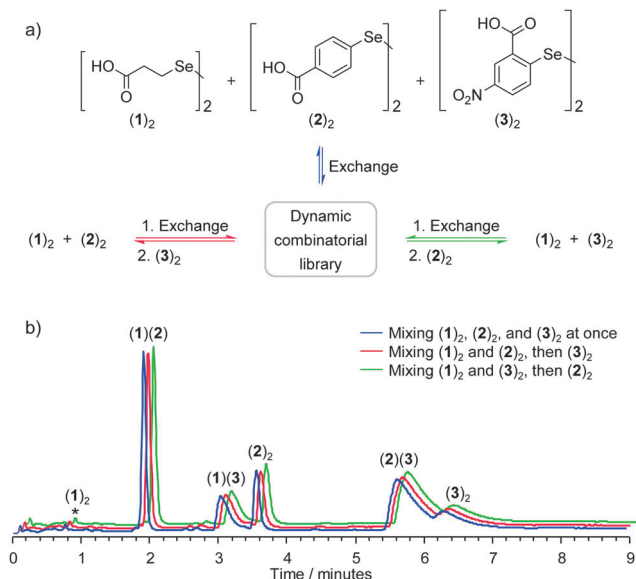 a)
HO
O
Se
2
(1)₂
+
HO
O
Se
2
(2)₂
+
HO
O
Se
O₂N
2
(3)₂
Exchange
(1)₂ + (2)₂
1. Exchange
2. (3)₂
Dynamic
combinatorial
library
1. Exchange
2. (2)₂
(1)₂ + (3)₂
b)
Mixing (1)₂, (2)₂, and (3)₂ at once
Mixing (1)₂ and (2)₂, then (3)₂
Mixing (1)₂ and (3)₂, then (2)₂
(1)₂
*
(1)(2)
(1)(3)
(2)₂
(2)(3)
(3)₂
0 1 2 3 4 5 6 7 8 9
Time / minutes